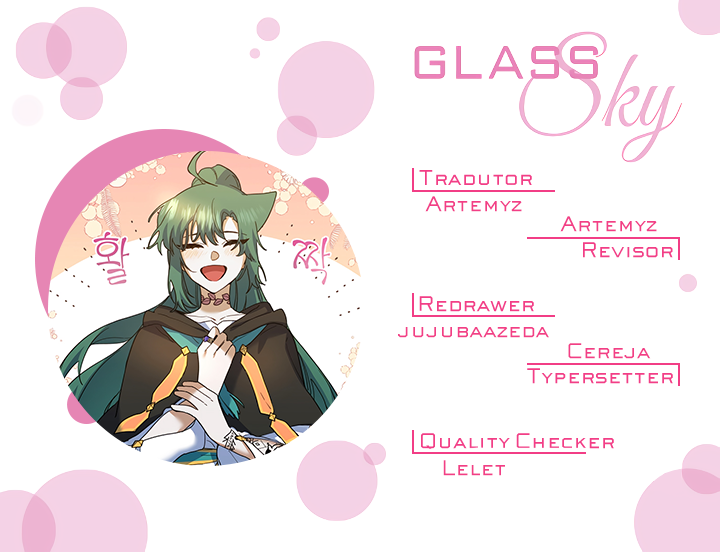 GLASS
Sky
TRADUTOR
ARTEMYZ
ARTEMYZ
REVISOR
REDRAWER
JUJUBAAZEDA
CEREJA
TYPERSETTER
QUALITY CHECKER
LELET
활
짝